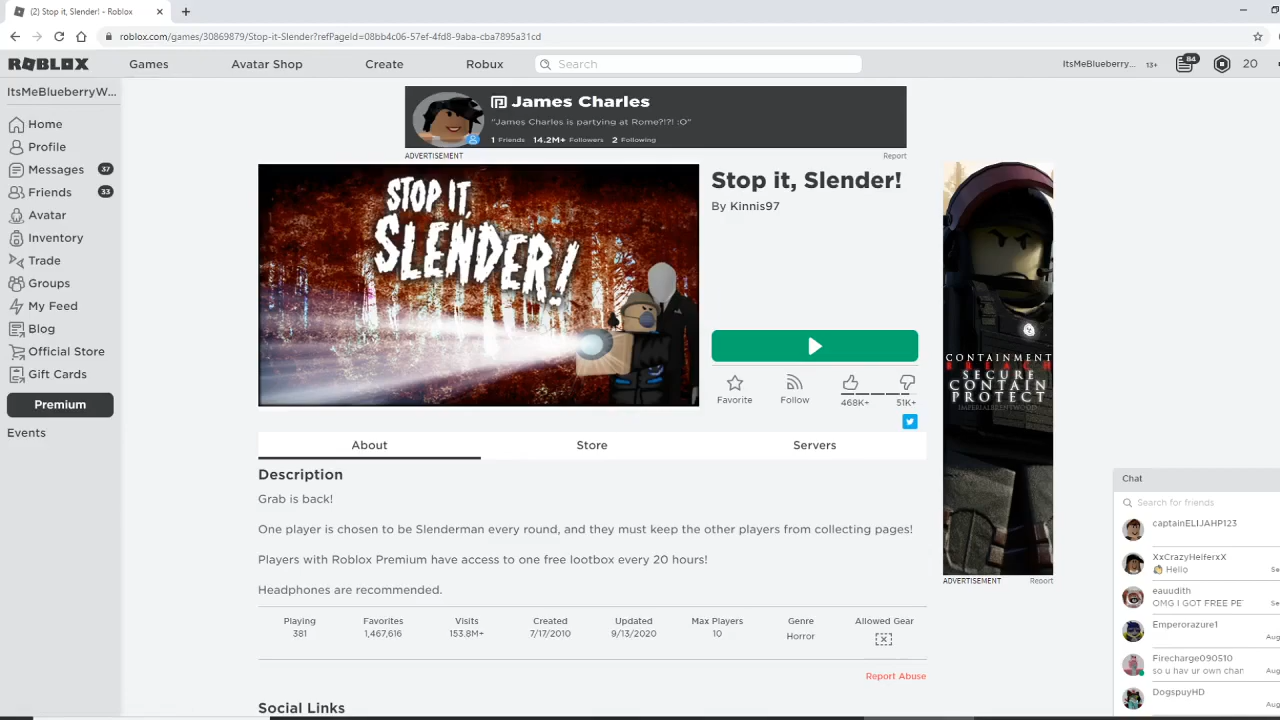 (2) Stop it, Slender! - Roblox
roblox.com/games/30869879/Stop-it-Slender?refPageId=08bb4c06-57ef-4fd8-9aba-cba7895a31cd
ROBLOX
Games
Avatar Shop
Create
Robux
Search
ItsMeBlueberry...
13+
84
20
ItsMeBlueberryW...
Home
Profile
Messages
37
Friends
33
Avatar
Inventory
Trade
Groups
My Feed
Blog
Official Store
Gift Cards
Premium
Events
James Charles
"James Charles is partying at Rome?!?! :O"
1 Friends 14.2M+ Followers 2 Following
ADVERTISEMENT
Report
STOP IT,
SLENDER!
Stop it, Slender!
By Kinnis97
Favorite
Follow
468K+
51K+
About
Store
Servers
Description
Grab is back!
One player is chosen to be Slenderman every round, and they must keep the other players from collecting pages!
Players with Roblox Premium have access to one free lootbox every 20 hours!
Headphones are recommended.
Playing
381
Favorites
1,467,616
Visits
153.8M+
Created
7/17/2010
Updated
9/13/2020
Max Players
10
Genre
Horror
Allowed Gear
Report Abuse
Social Links
CONTAINMENT
BREACH
SECURE
CONTAIN
PROTECT
ADVERTISEMENT
Report
Chat
Search for friends
captainELIJAHP123
XxCrazyHeiferxX
Hello
Se
eauudith
OMG I GOT FREE PE
Se
Emperorazure1
Aug
Firecharge090510
so u hav ur own char
Aug
DogspuyHD
Aug